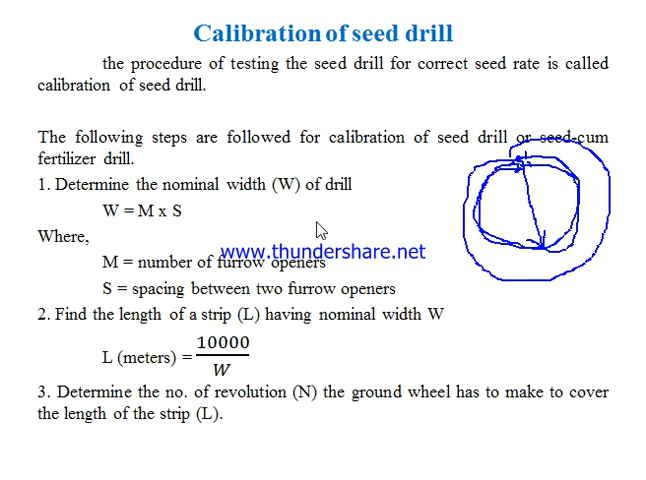 Calibration of seed drill
the procedure of testing the seed drill for correct seed rate is called
calibration of seed drill.
The following steps are followed for calibration of seed drill or seed-cum
fertilizer drill.
1. Determine the nominal width (W) of drill
W = M x S
Where,
www.thundershare.net
M = number of furrow openers
S = spacing between two furrow openers
2. Find the length of a strip (L) having nominal width W
L (meters) = 10000
W
3. Determine the no. of revolution (N) the ground wheel has to make to cover
the length of the strip (L).